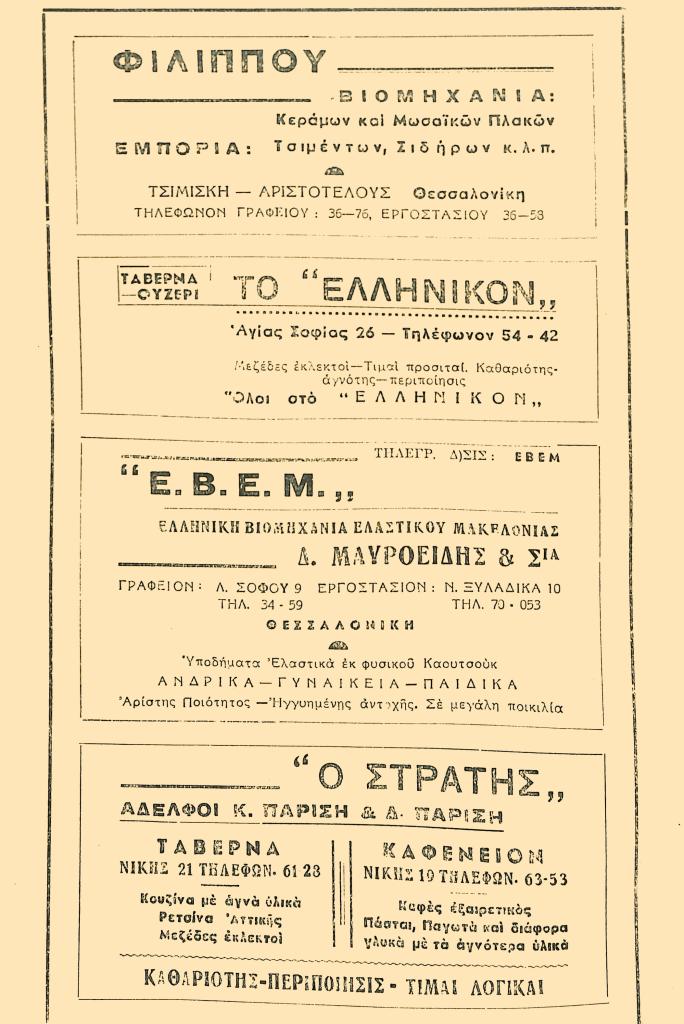 ΦΙΛΙΠΠΟΥ
ΒΙΟΜΗΧΑΝΙΑ:
Κεράμων καὶ Μωσαϊκῶν Πλακῶν
ΕΜΠΟΡΙΑ: Τσιμέντων, Σιδήρων κ.λ.π.
ΤΣΙΜΙΣΚΗ — ΑΡΙΣΤΟΤΕΛΟΥΣ Θεσσαλονίκη
ΤΗΛΕΦΩΝΟΝ ΓΡΑΦΕΙΟΥ : 36—76, ΕΡΓΟΣΤΑΣΙΟΥ 36—58
ΤΑΒΕΡΝΑ
—ΟΥΖΕΡΙ
ΤΟ “ΕΛΛΗΝΙΚΟΝ„
Ἁγίας Σοφίας 26 — Τηλέφωνον 54 - 42
Μεζέδες ἐκλεκτοί—Τιμαὶ προσιταί. Καθαριότης-
ἁγνότης—περιποίησις
Ὅλοι στὸ “ΕΛΛΗΝΙΚΟΝ„
ΤΗΛΕΓΡ. Δ)ΣΙΣ: ΕΒΕΜ
“Ε. Β. Ε. Μ.„
ΕΛΛΗΝΙΚΗ ΒΙΟΜΗΧΑΝΙΑ ΕΛΑΣΤΙΚΟΥ ΜΑΚΕΔΟΝΙΑΣ
Δ. ΜΑΥΡΟΕΙΔΗΣ & ΣΙΑ
ΓΡΑΦΕΙΟΝ: Λ. ΣΟΦΟΥ 9 ΕΡΓΟΣΤΑΣΙΟΝ: Ν. ΞΥΛΑΔΙΚΑ 10
ΤΗΛ. 34 - 59 ΤΗΛ. 70 - 053
ΘΕΣΣΑΛΟΝΙΚΗ
Ὑποδήματα Ἐλαστικὰ ἐκ φυσικοῦ Καουτσοὺκ
ΑΝΔΡΙΚΑ—ΓΥΝΑΙΚΕΙΑ—ΠΑΙΔΙΚΑ
Ἀρίστης Ποιότητος —Ἠγγυημένης ἀντοχῆς. Σὲ μεγάλη ποικιλία
“Ο ΣΤΡΑΤΗΣ„
ΑΔΕΛΦΟΙ Κ. ΠΑΡΙΣΗ & Δ. ΠΑΡΙΣΗ
ΤΑΒΕΡΝΑ
ΝΙΚΗΣ 21 ΤΗΛΕΦΩΝ. 61 23
Κουζίνα μὲ ἁγνὰ ὑλικὰ
Ρετσίνα Ἀττικῆς
Μεζέδες ἐκλεκτοὶ
ΚΑΦΕΝΕΙΟΝ
ΝΙΚΗΣ 19 ΤΗΛΕΦΩΝ. 63-53
Καφὲς ἐξαιρετικὸς
Πάσται, Παγωτὰ καὶ διάφορα
γλυκὰ μὲ τὰ ἁγνότερα ὑλικὰ
ΚΑΘΑΡΙΟΤΗΣ-ΠΕΡΙΠΟΙΗΣΙΣ - ΤΙΜΑΙ ΛΟΓΙΚΑΙ